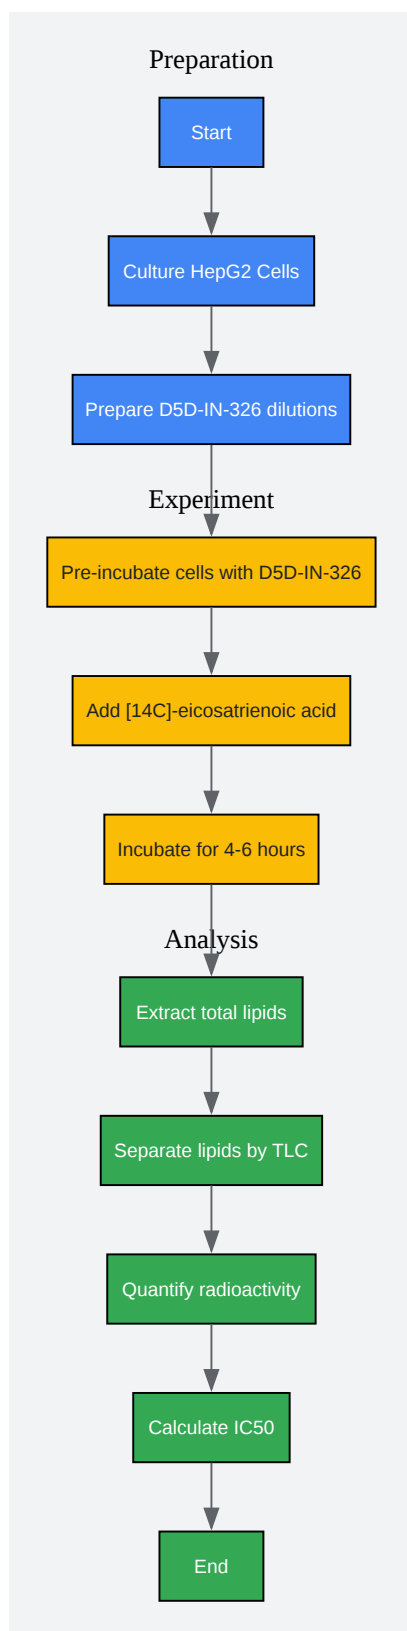 Preparation
Start
Culture HepG2 Cells
Prepare D5D-IN-326 dilutions
Experiment
Pre-incubate cells with D5D-IN-326
Add [14C]-eicosatrienoic acid
Incubate for 4-6 hours
Analysis
Extract total lipids
Separate lipids by TLC
Quantify radioactivity
Calculate IC50
End